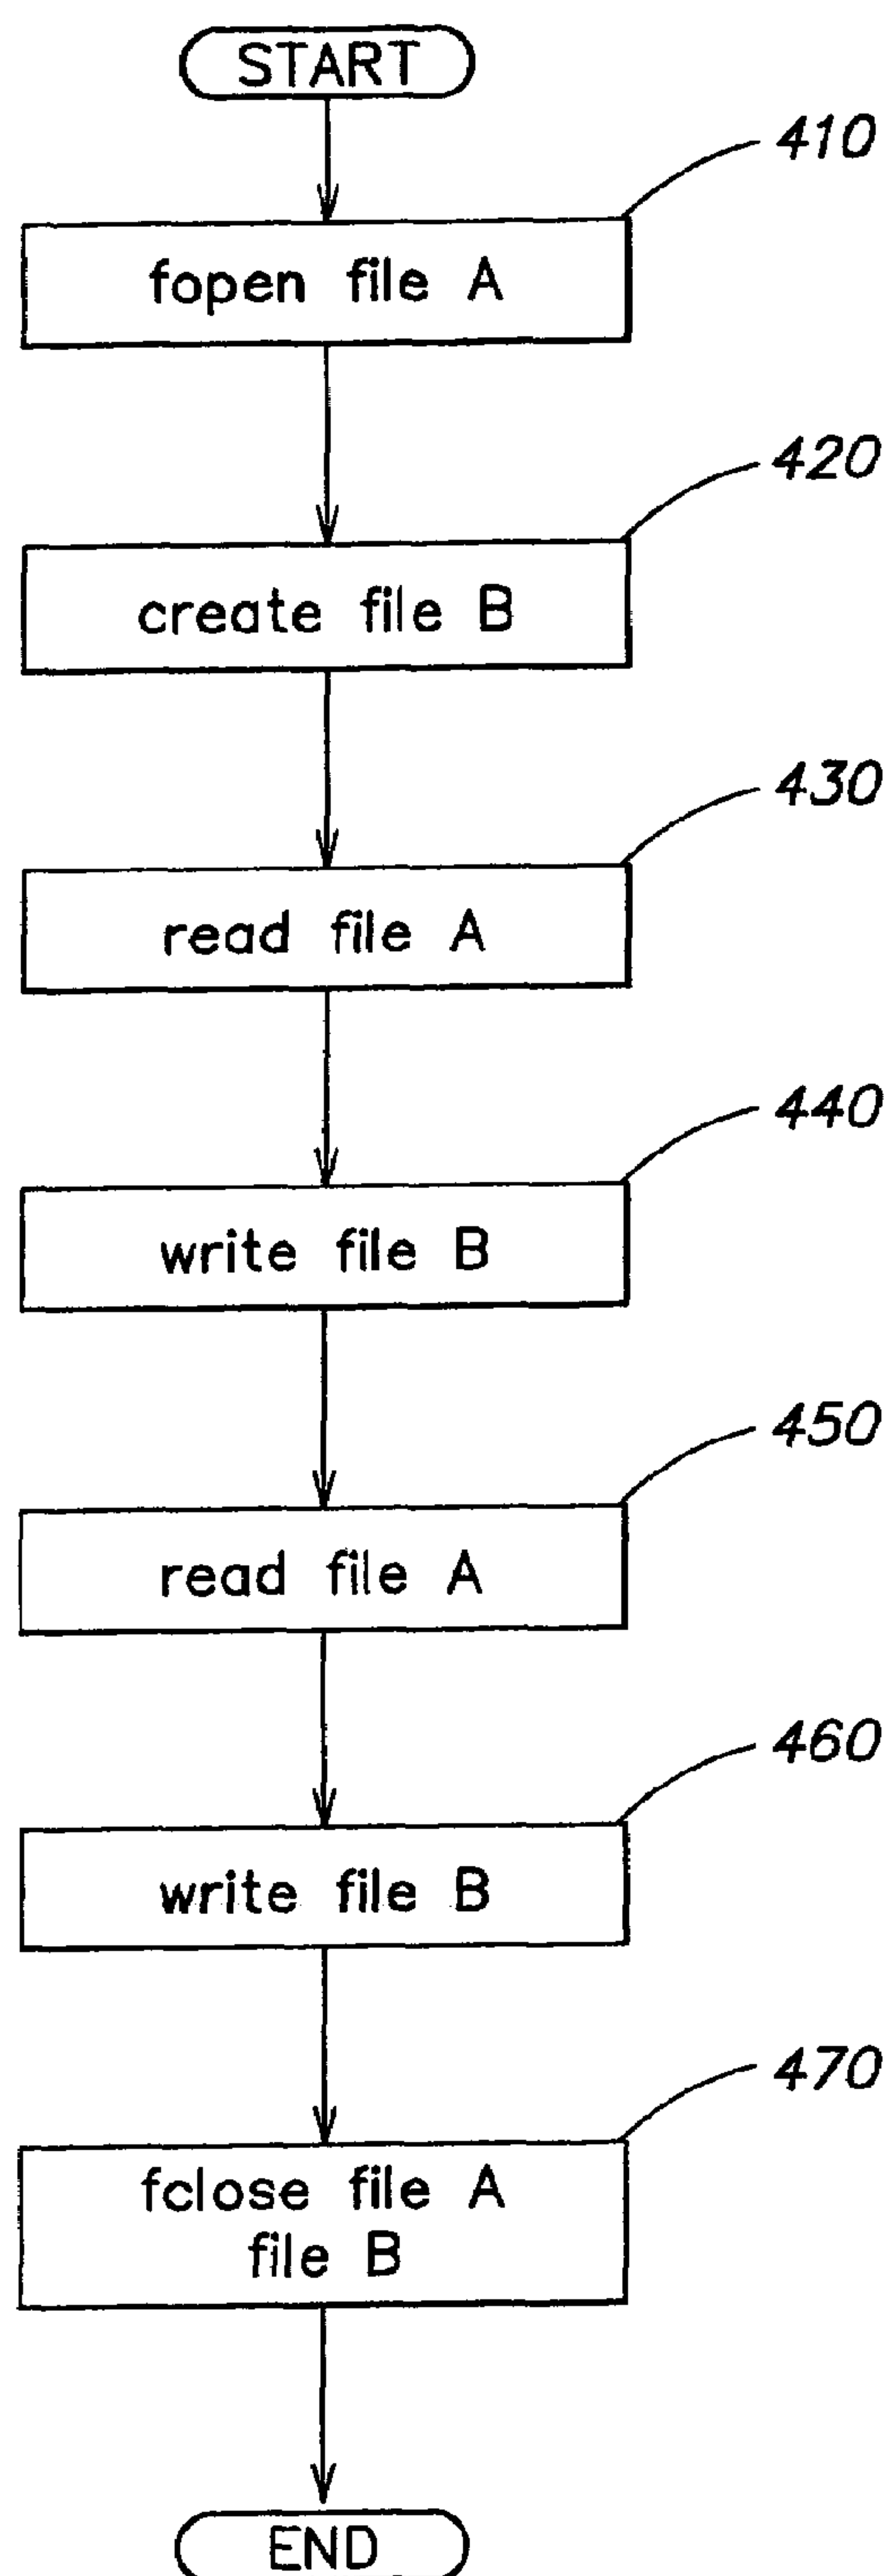 START
410
fopen file A
420
create file B
430
read file A
440
write file B
450
read file A
460
write file B
470
fclose file A
file B
END